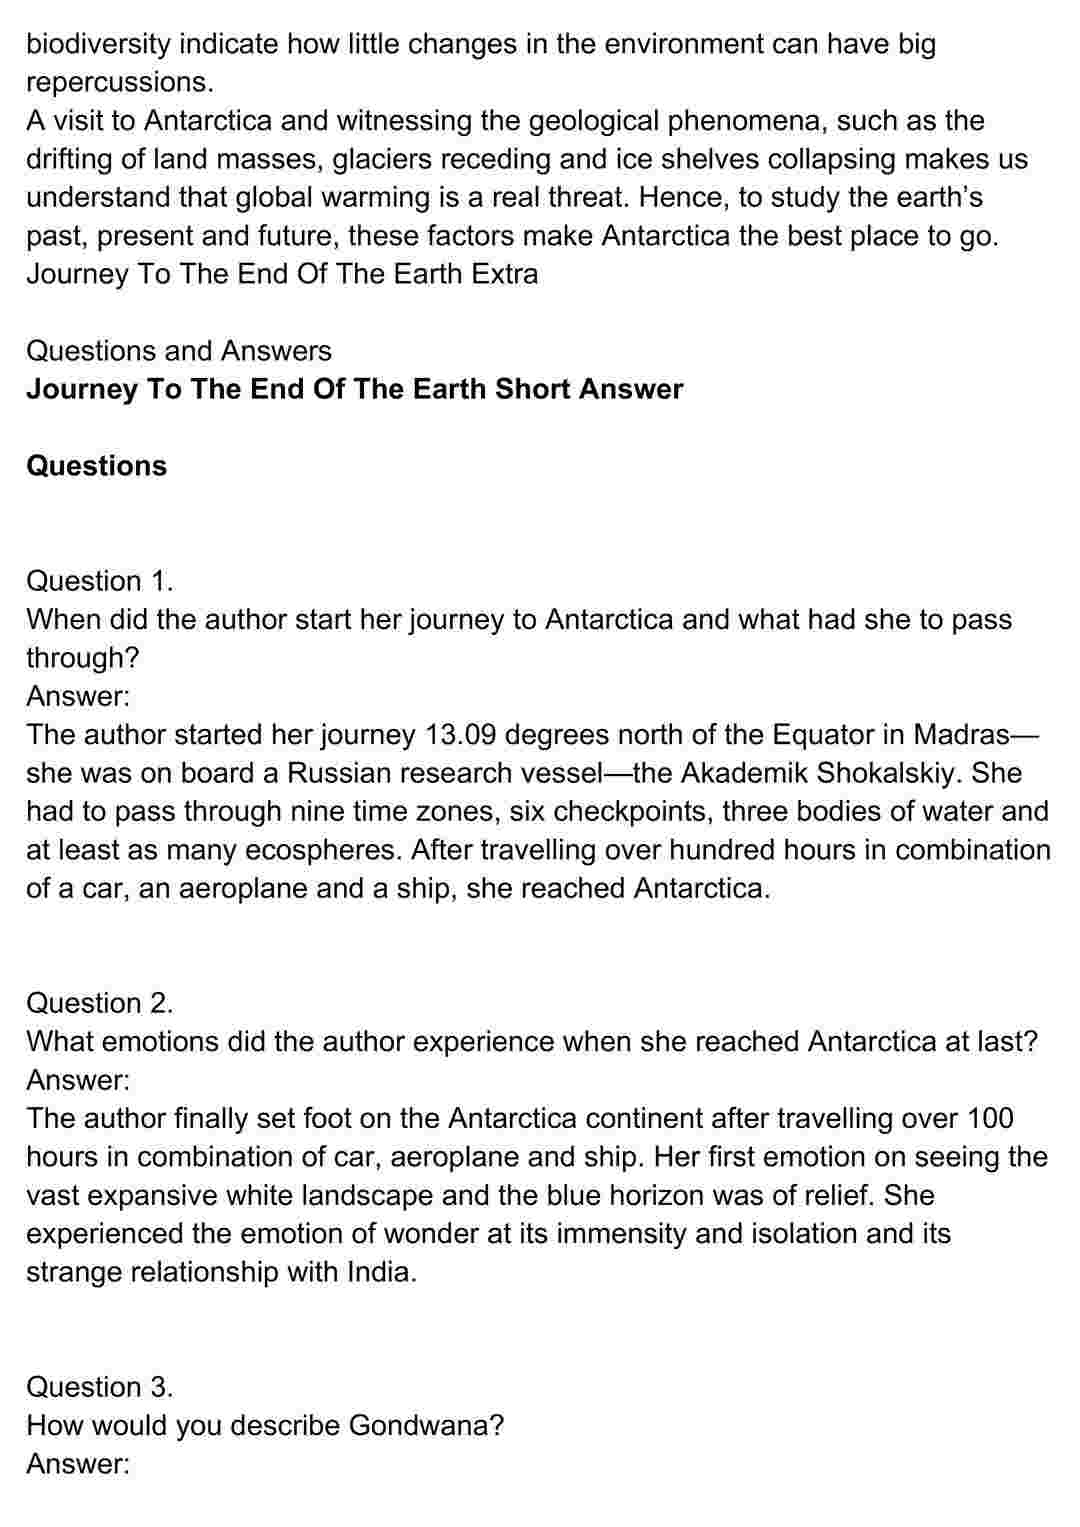 biodiversity indicate how little changes in the environment can have big
repercussions.
A visit to Antarctica and witnessing the geological phenomena, such as the
drifting of land masses, glaciers receding and ice shelves collapsing makes us
understand that global warming is a real threat. Hence, to study the earth’s
past, present and future, these factors make Antarctica the best place to go.
Journey To The End Of The Earth Extra
Questions and Answers
Journey To The End Of The Earth Short Answer
Questions
Question 1.
When did the author start her journey to Antarctica and what had she to pass
through?
Answer:
The author started her journey 13.09 degrees north of the Equator in Madras—
she was on board a Russian research vessel—the Akademik Shokalskiy. She
had to pass through nine time zones, six checkpoints, three bodies of water and
at least as many ecospheres. After travelling over hundred hours in combination
of a car, an aeroplane and a ship, she reached Antarctica.
Question 2.
What emotions did the author experience when she reached Antarctica at last?
Answer:
The author finally set foot on the Antarctica continent after travelling over 100
hours in combination of car, aeroplane and ship. Her first emotion on seeing the
vast expansive white landscape and the blue horizon was of relief. She
experienced the emotion of wonder at its immensity and isolation and its
strange relationship with India.
Question 3.
How would you describe Gondwana?
Answer: